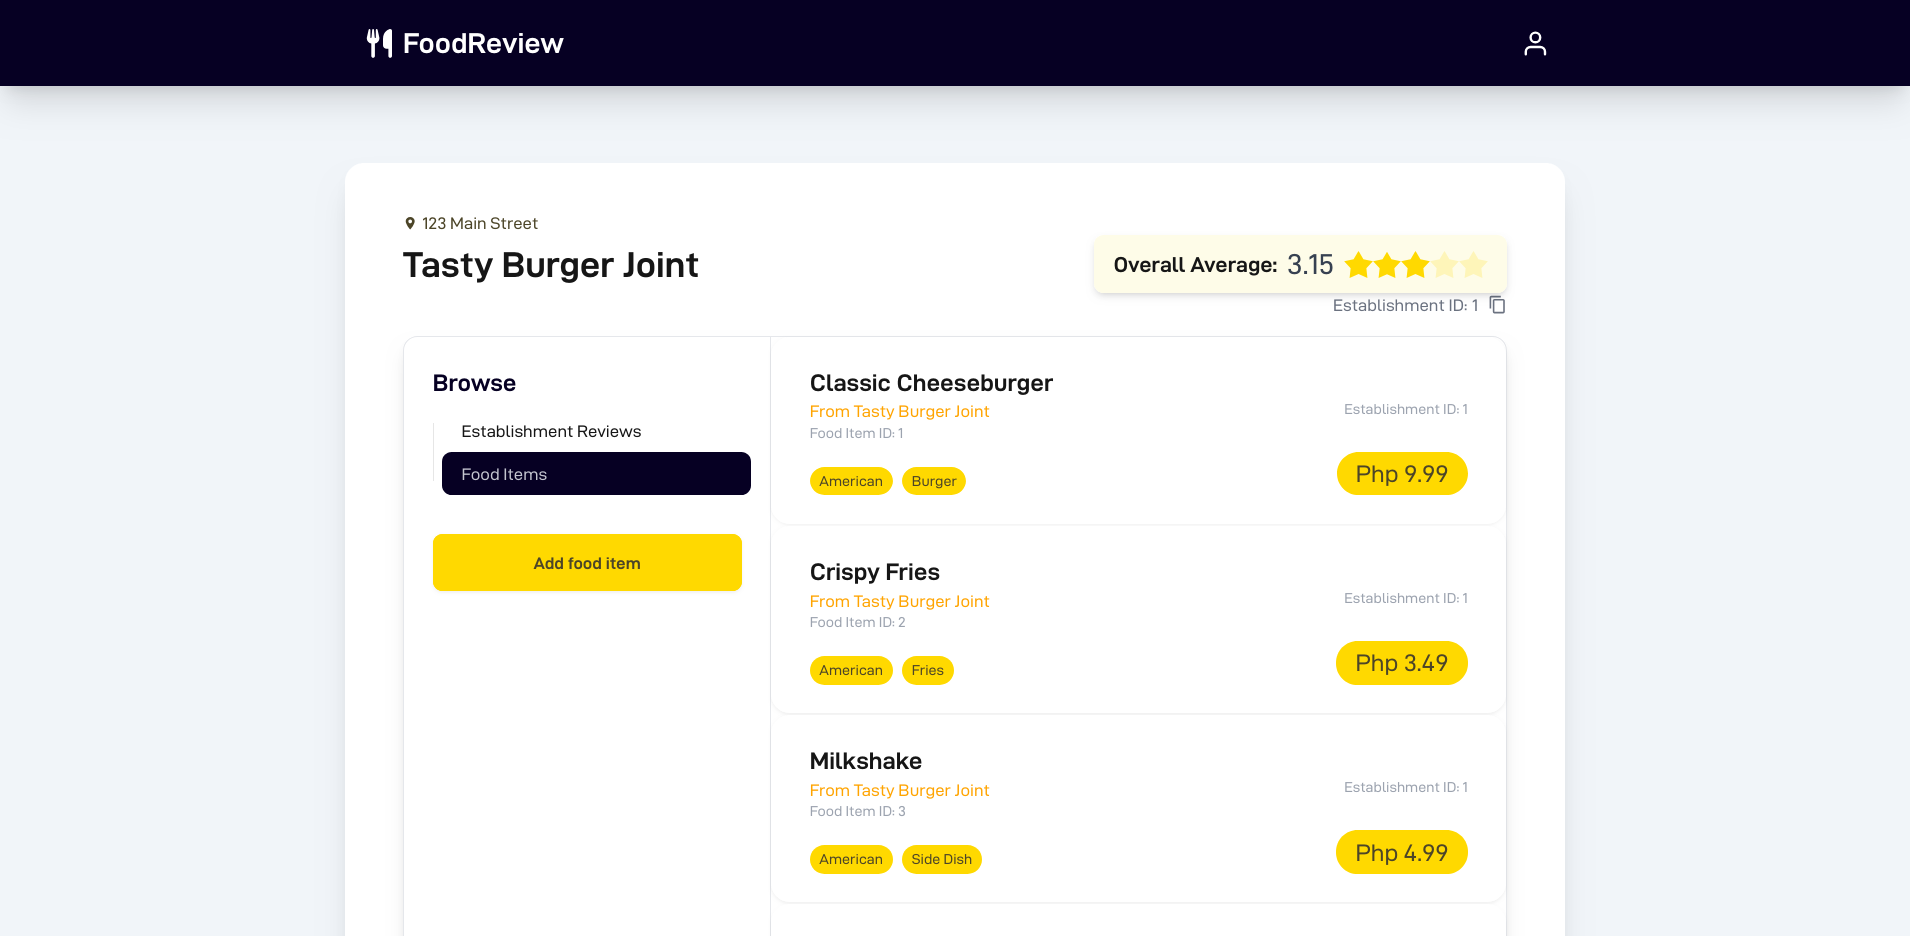 FoodReview
123 Main Street
Tasty Burger Joint
Overall Average: 3.15
Establishment ID: 1
Browse
Establishment Reviews
Food Items
Add food item
Classic Cheeseburger
From Tasty Burger Joint
Food Item ID: 1
Establishment ID: 1
American Burger
Php 9.99
Crispy Fries
From Tasty Burger Joint
Food Item ID: 2
Establishment ID: 1
American Fries
Php 3.49
Milkshake
From Tasty Burger Joint
Food Item ID: 3
Establishment ID: 1
American Side Dish
Php 4.99